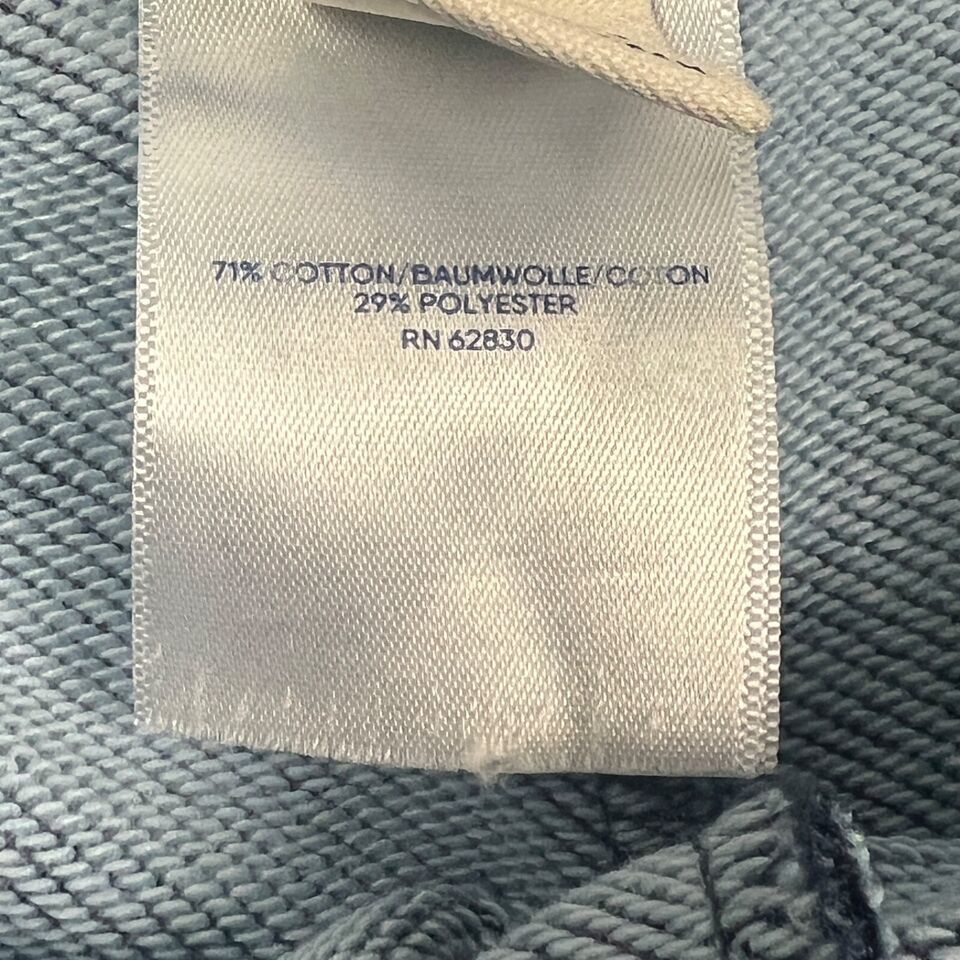 71% COTTON/BAUMWOLLE/COTON
29% POLYESTER
RN 62830